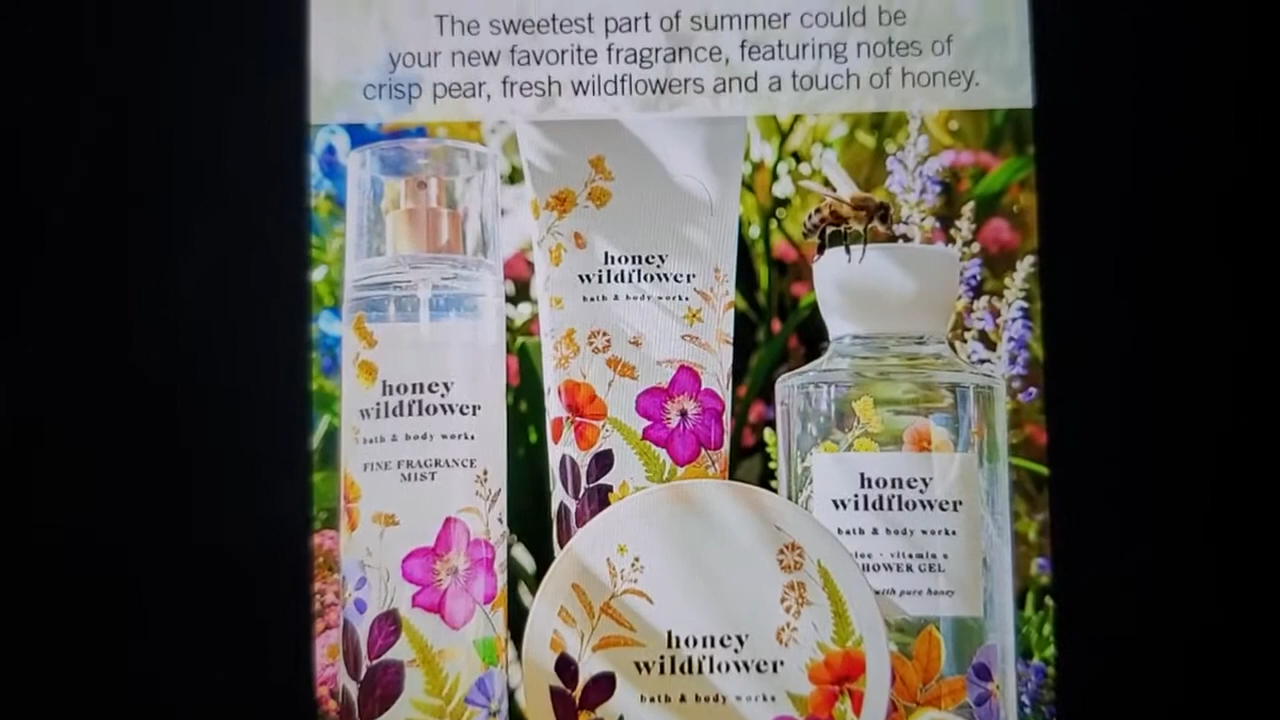 The sweetest part of summer could be
your new favorite fragrance, featuring notes of
crisp pear, fresh wildflowers and a touch of honey.
honey
wildflower
bath & body works
FINE FRAGRANCE
MIST
honey
wildflower
bath & body works
honey
wildflower
bath & body works
honey
wildflower
bath & body works
vitamin e
with pure honey